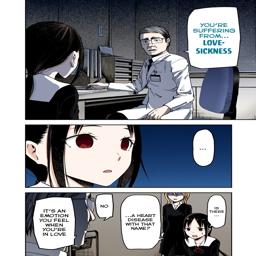 YOU'RE
SUFFERING
FROM...
LOVE-
SICKNESS
...
IS
THERE...
...A HEART
DISEASE WITH
THAT NAME?
NO
IT'S AN
EMOTION
YOU FEEL
WHEN
YOU'RE
IN LOVE